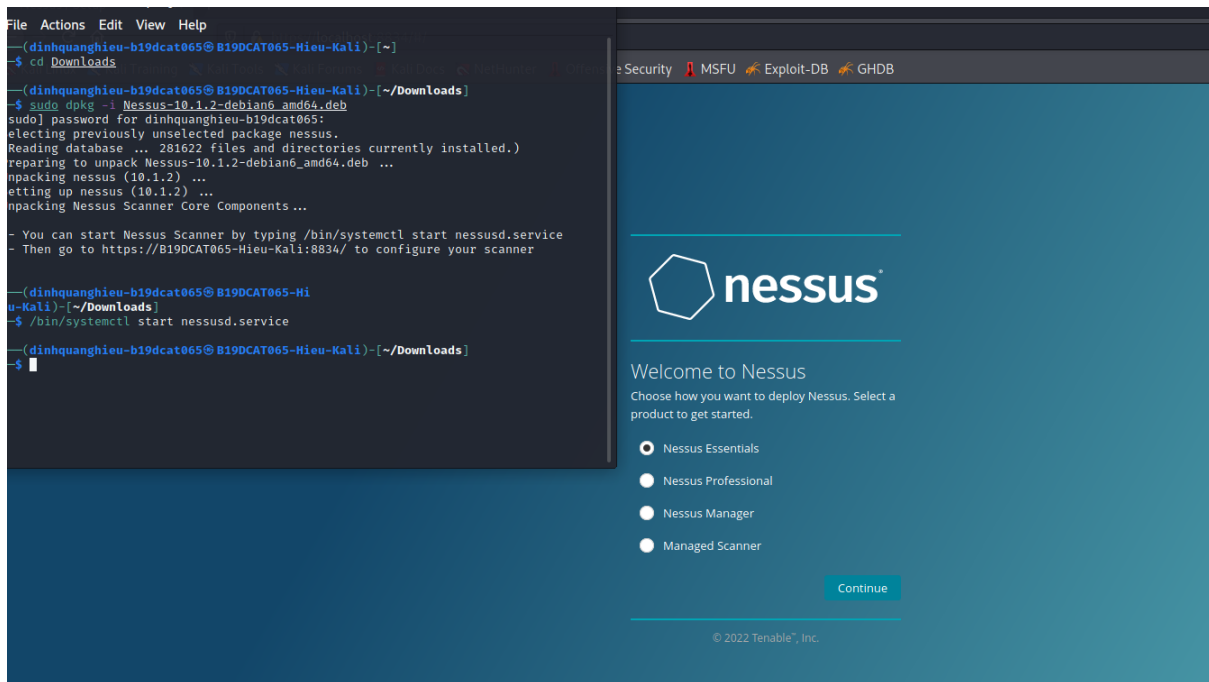 File Actions Edit View Help
(dinhquanghieu-b19dcat065㉿B19DCAT065-Hieu-Kali)-[~]
$ cd Downloads
(dinhquanghieu-b19dcat065㉿B19DCAT065-Hieu-Kali)-[~/Downloads]
$ sudo dpkg -i Nessus-10.1.2-debian6_amd64.deb
sudo] password for dinhquanghieu-b19dcat065:
electing previously unselected package nessus.
Reading database ... 281622 files and directories currently installed.)
reparing to unpack Nessus-10.1.2-debian6_amd64.deb ...
npacking nessus (10.1.2) ...
etting up nessus (10.1.2) ...
npacking Nessus Scanner Core Components...
- You can start Nessus Scanner by typing /bin/systemctl start nessusd.service
- Then go to https://B19DCAT065-Hieu-Kali:8834/ to configure your scanner
(dinhquanghieu-b19dcat065㉿B19DCAT065-Hi
u-Kali)-[~/Downloads]
$ /bin/systemctl start nessusd.service
(dinhquanghieu-b19dcat065㉿B19DCAT065-Hieu-Kali)-[~/Downloads]
$
e Security MSFU Exploit-DB GHDB
nessus
Welcome to Nessus
Choose how you want to deploy Nessus. Select a
product to get started.
Nessus Essentials
Nessus Professional
Nessus Manager
Managed Scanner
Continue
© 2022 Tenable™, Inc.